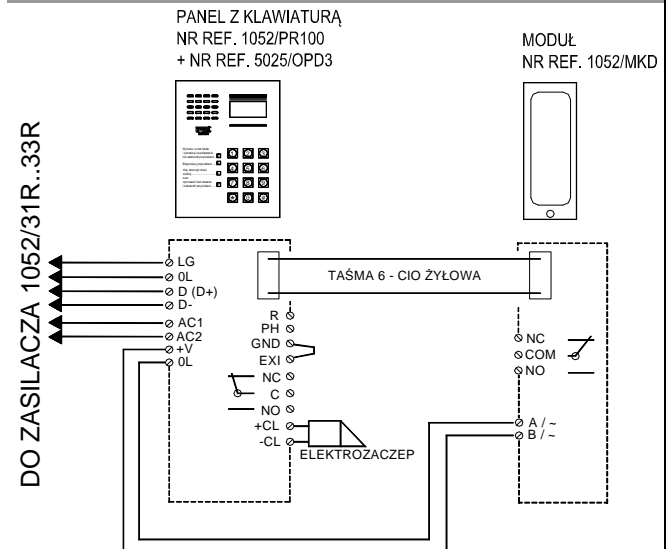 PANEL Z KLAWIATURĄ
NR REF. 1052/PR100
+ NR REF. 5025/OPD3
MODUŁ
NR REF. 1052/MKD
DO ZASILACZA 1052/31R..33R
LG
0L
D (D+)
D-
AC1
AC2
+V
0L
TAŚMA 6 - CIO ŻYŁOWA
R
PH
GND
EXI
NC
C
NO
+CL
-CL
ELEKTROZACZEP
NC
COM
NO
A / ~
B / ~